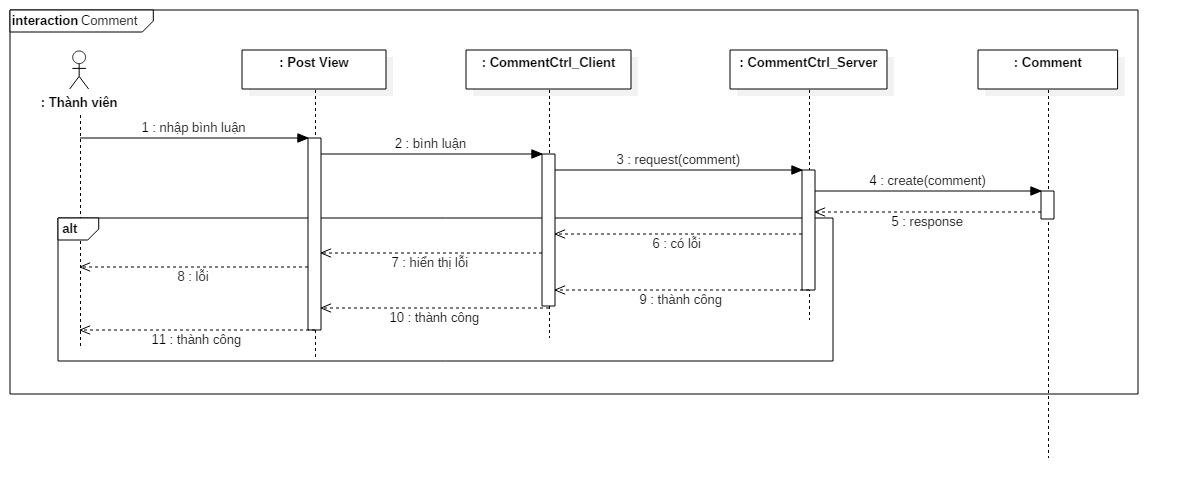 interaction Comment
: Thành viên
: Post View
: CommentCtrl_Client
: CommentCtrl_Server
: Comment
1 : nhập bình luận
2 : bình luận
3 : request(comment)
4 : create(comment)
5 : response
alt
6 : có lỗi
7 : hiển thị lỗi
8 : lỗi
9 : thành công
10 : thành công
11 : thành công